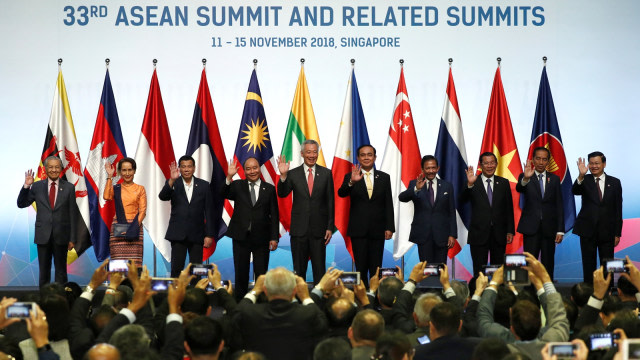 33RD ASEAN SUMMIT AND RELATED SUMMITS
11 - 15 NOVEMBER 2018, SINGAPORE